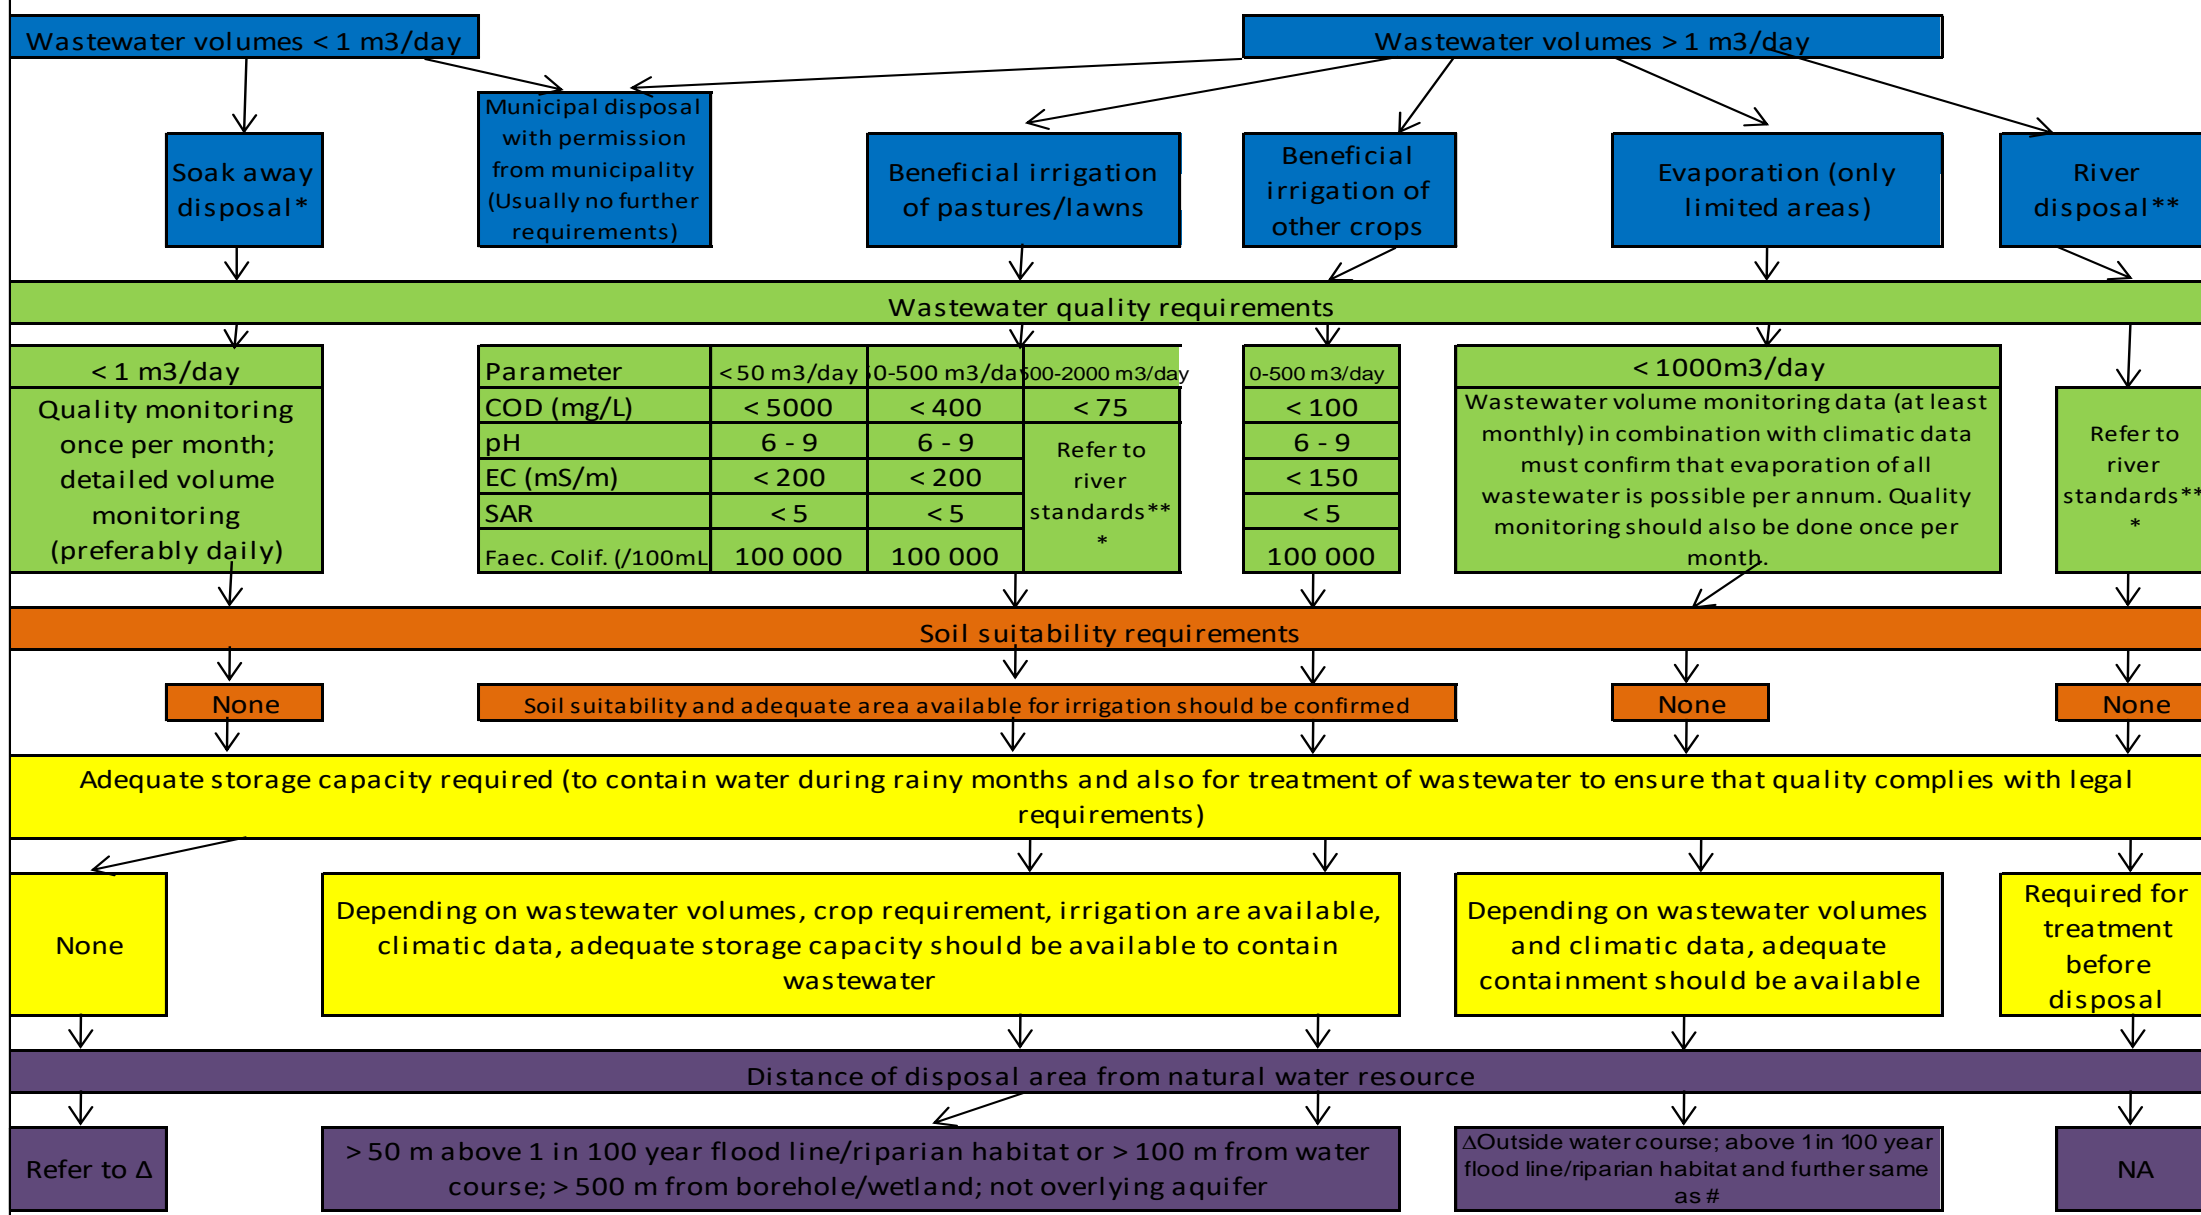 Wastewater volumes < 1 m3/day
Wastewater volumes > 1 m3/day
Soak away
disposal*
Municipal disposal
with permission
from municipality
(Usually no further
requirements)
Beneficial irrigation
of pastures/lawns
Beneficial
irrigation of
other crops
Evaporation (only
limited areas)
River
disposal**
Wastewater quality requirements
< 1 m3/day
Quality monitoring
once per month;
detailed volume
monitoring
(preferably daily)
Parameter < 50 m3/day 0-500 m3/da 500-2000 m3/day
COD (mg/L) < 5000 < 400 < 75
pH 6 - 9 6 - 9
EC (mS/m) < 200 < 200
SAR < 5 < 5
Faec. Colif. (/100mL 100 000 100 000
Refer to
river
standards**
*
0-500 m3/day
< 100
6 - 9
< 150
< 5
100 000
< 1000m3/day
Wastewater volume monitoring data (at least
monthly) in combination with climatic data
must confirm that evaporation of all
wastewater is possible per annum. Quality
monitoring should also be done once per
month.
Refer to
river
standards**
*
Soil suitability requirements
None
Soil suitability and adequate area available for irrigation should be confirmed
None
None
Adequate storage capacity required (to contain water during rainy months and also for treatment of wastewater to ensure that quality complies with legal
requirements)
None
Depending on wastewater volumes, crop requirement, irrigation are available,
climatic data, adequate storage capacity should be available to contain
wastewater
Depending on wastewater volumes
and climatic data, adequate
containment should be available
Required for
treatment
before
disposal
Distance of disposal area from natural water resource
Refer to Δ
> 50 m above 1 in 100 year flood line/riparian habitat or > 100 m from water
course; > 500 m from borehole/wetland; not overlying aquifer
ΔOutside water course; above 1 in 100 year
flood line/riparian habitat and further same
as #
NA